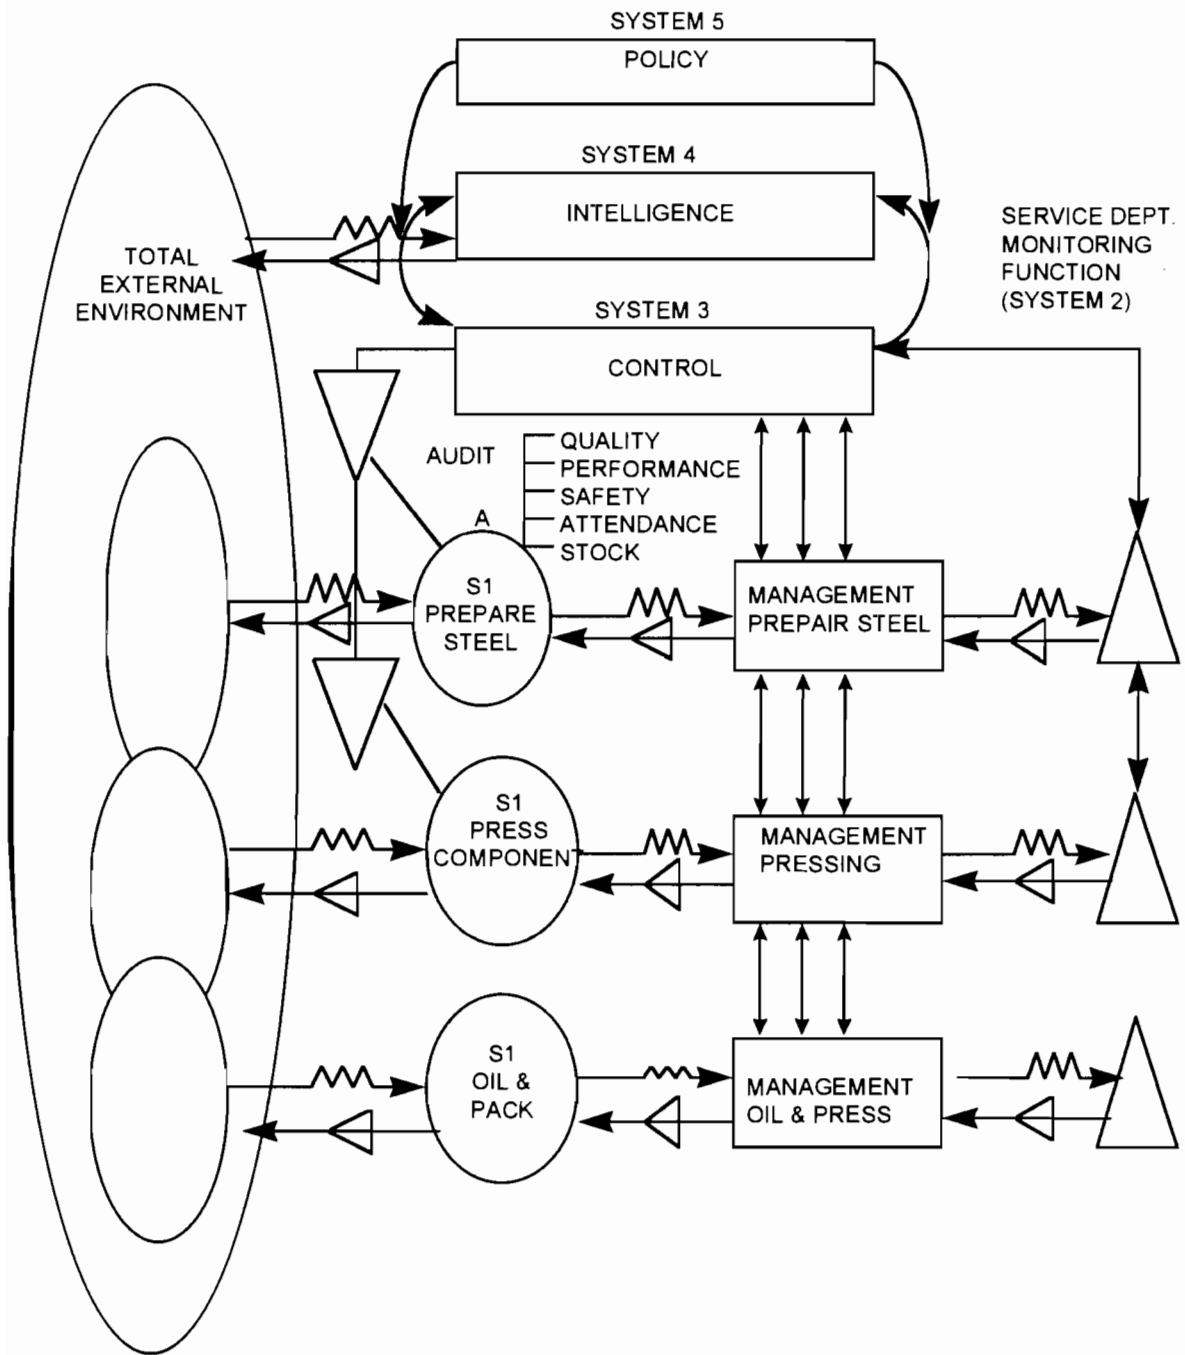 SYSTEM 5
POLICY
SYSTEM 4
INTELLIGENCE
SERVICE DEPT.
MONITORING
FUNCTION
(SYSTEM 2)
TOTAL
EXTERNAL
ENVIRONMENT
SYSTEM 3
CONTROL
AUDIT
QUALITY
PERFORMANCE
SAFETY
ATTENDANCE
STOCK
A
S1
PREPARE
STEEL
MANAGEMENT
PREPAIR STEEL
S1
PRESS
COMPONENT
MANAGEMENT
PRESSING
S1
OIL &
PACK
MANAGEMENT
OIL & PRESS